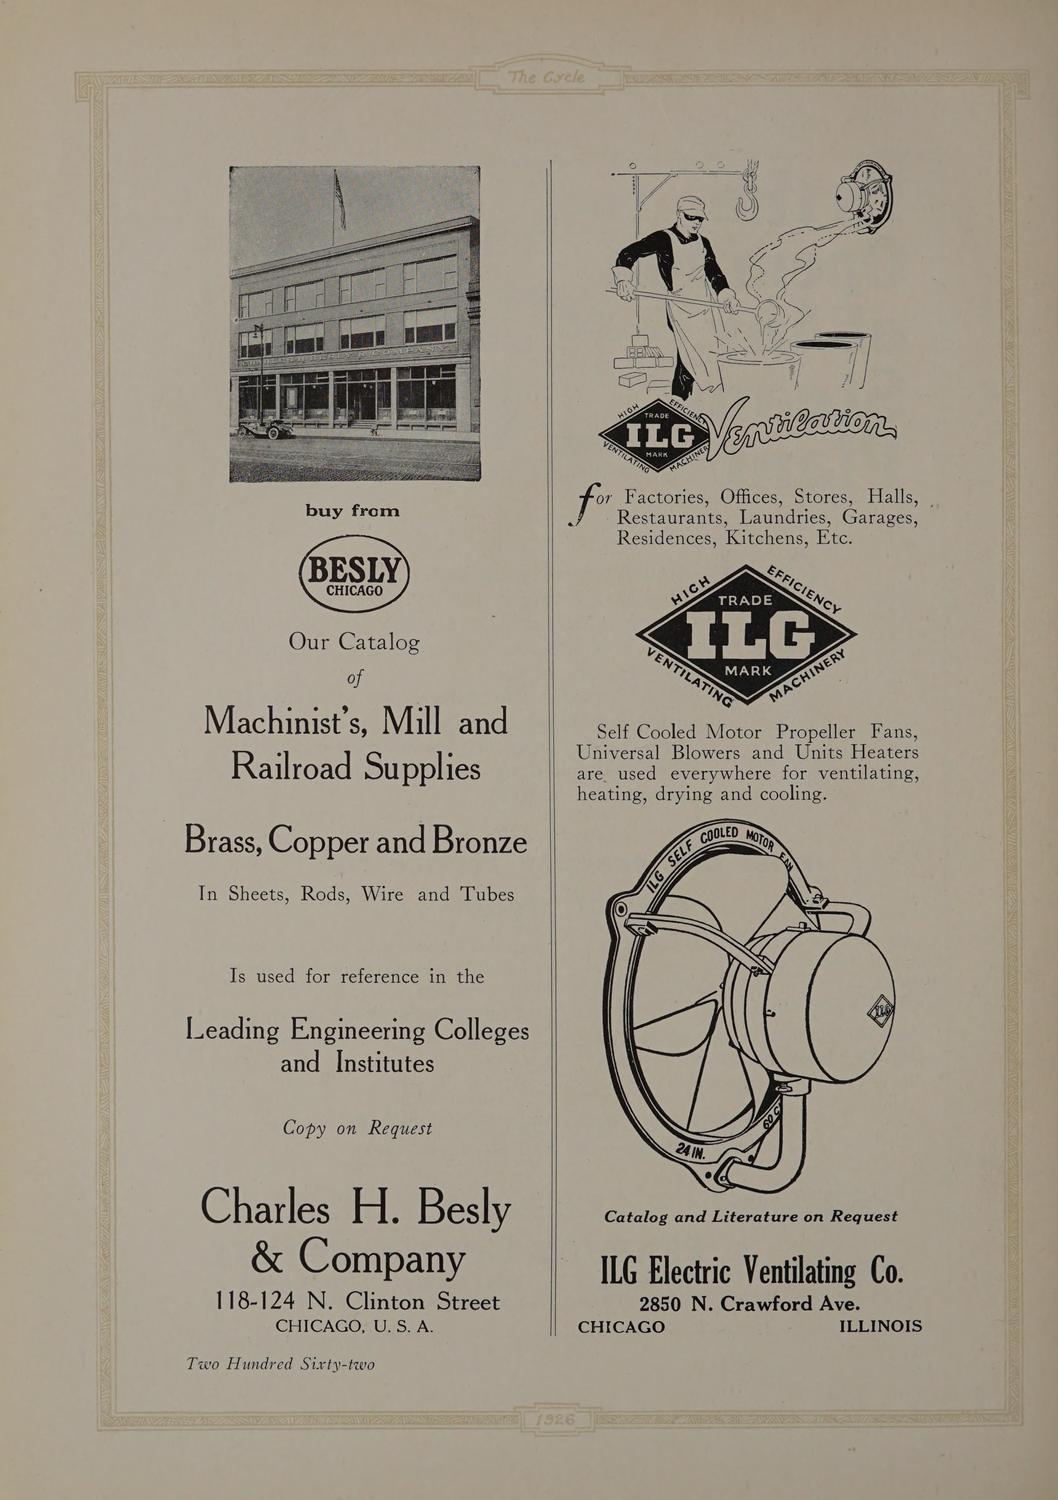 The Cycle
buy from
BESLY
CHICAGO
Our Catalog
of
Machinist's, Mill and
Railroad Supplies
Brass, Copper and Bronze
In Sheets, Rods, Wire and Tubes
Is used for reference in the
Leading Engineering Colleges
and Institutes
Copy on Request
Charles H. Besly
& Company
118-124 N. Clinton Street
CHICAGO, U. S. A.
HIGH EFFICIENCY
TRADE
ILG Ventilation
MARK
VENTILATING MACHINERY
for Factories, Offices, Stores, Halls,
Restaurants, Laundries, Garages,
Residences, Kitchens, Etc.
HIGH EFFICIENCY
TRADE
ILG
MARK
VENTILATING MACHINERY
Self Cooled Motor Propeller Fans,
Universal Blowers and Units Heaters
are used everywhere for ventilating,
heating, drying and cooling.
ILG SELF COOLED MOTOR FAN
ILG
24 IN.
Catalog and Literature on Request
ILG Electric Ventilating Co.
2850 N. Crawford Ave.
CHICAGO ILLINOIS
Two Hundred Sixty-two
1926